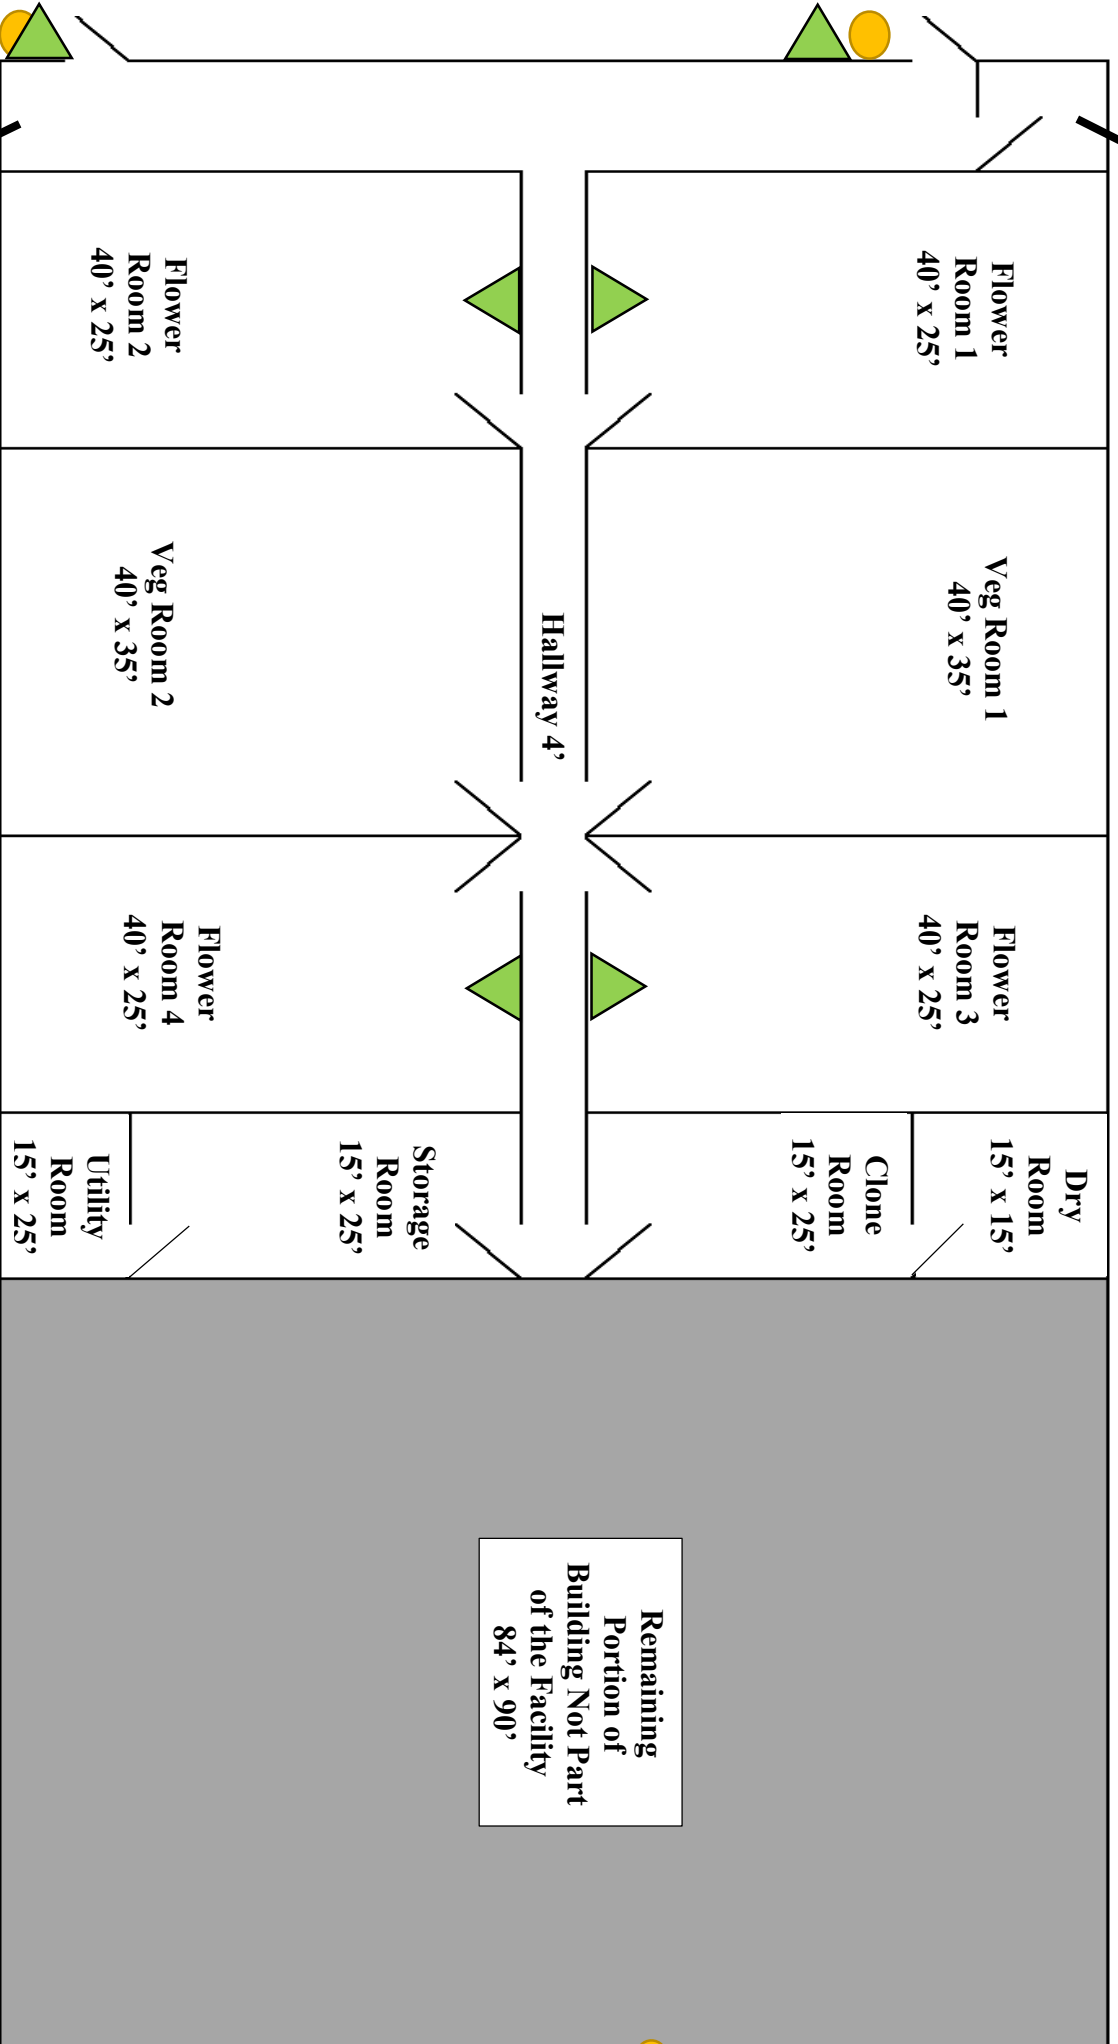 Flower
Room 1
40’ x 25’
Veg Room 1
40’ x 35’
Flower
Room 3
40’ x 25’
Dry
Room
15’ x 15’
Clone
Room
15’ x 25’
Hallway 4’
Remaining
Portion of
Building Not Part
of the Facility
84’ x 90’
Flower
Room 2
40’ x 25’
Veg Room 2
40’ x 35’
Flower
Room 4
40’ x 25’
Storage
Room
15’ x 25’
Utility
Room
15’ x 25’